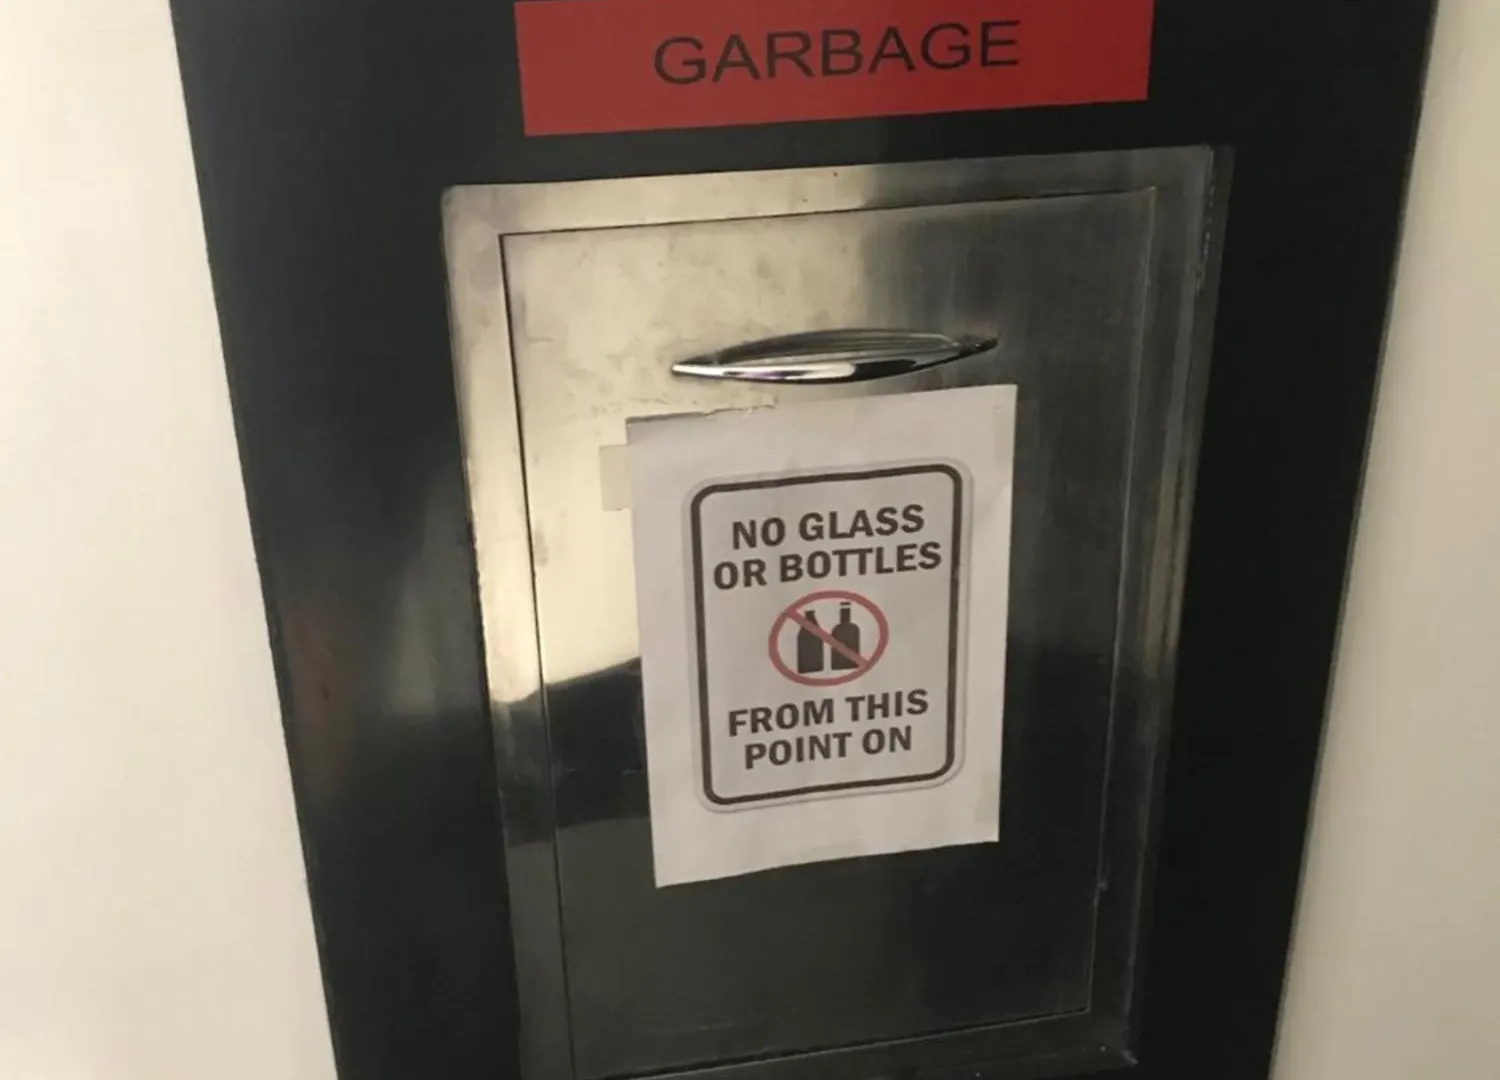 GARBAGE
NO GLASS
OR BOTTLES
FROM THIS
POINT ON